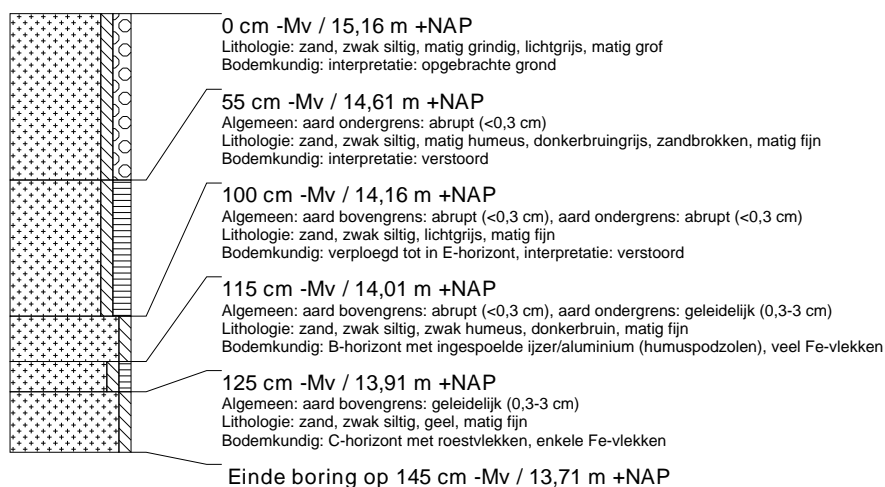 0 cm -Mv / 15,16 m +NAP
Lithologie: zand, zwak siltig, matig grindig, lichtgrijs, matig grof
Bodemkundig: interpretatie: opgebrachte grond
55 cm -Mv / 14,61 m +NAP
Algemeen: aard ondergrens: abrupt (<0,3 cm)
Lithologie: zand, zwak siltig, matig humeus, donkerbruingrijs, zandbrokken, matig fijn
Bodemkundig: interpretatie: verstoord
100 cm -Mv / 14,16 m +NAP
Algemeen: aard bovengrens: abrupt (<0,3 cm), aard ondergrens: abrupt (<0,3 cm)
Lithologie: zand, zwak siltig, lichtgrijs, matig fijn
Bodemkundig: verploegd tot in E-horizont, interpretatie: verstoord
115 cm -Mv / 14,01 m +NAP
Algemeen: aard bovengrens: abrupt (<0,3 cm), aard ondergrens: geleidelijk (0,3-3 cm)
Lithologie: zand, zwak siltig, zwak humeus, donkerbruin, matig fijn
Bodemkundig: B-horizont met ingespoelde ijzer/aluminium (humuspodzolen), veel Fe-vlekken
125 cm -Mv / 13,91 m +NAP
Algemeen: aard bovengrens: geleidelijk (0,3-3 cm)
Lithologie: zand, zwak siltig, geel, matig fijn
Bodemkundig: C-horizont met roestvlekken, enkele Fe-vlekken
Einde boring op 145 cm -Mv / 13,71 m +NAP